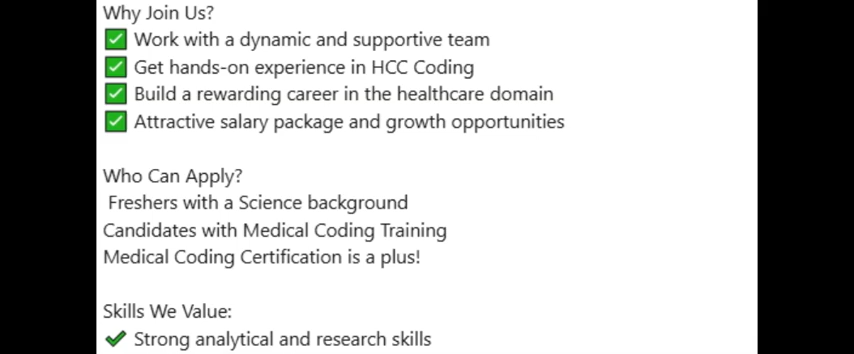 Why Join Us?
✅ Work with a dynamic and supportive team
✅ Get hands-on experience in HCC Coding
✅ Build a rewarding career in the healthcare domain
✅ Attractive salary package and growth opportunities
Who Can Apply?
Freshers with a Science background
Candidates with Medical Coding Training
Medical Coding Certification is a plus!
Skills We Value:
✔ Strong analytical and research skills